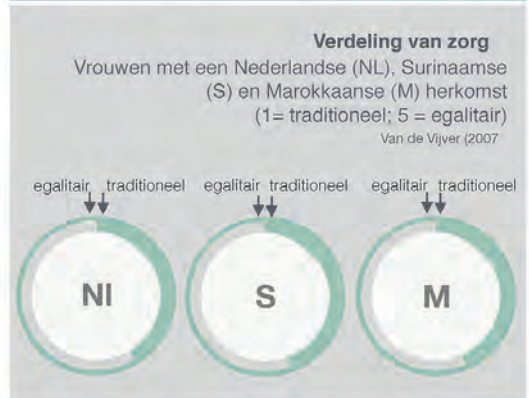 Verdeling van zorg
Vrouwen met een Nederlandse (NL), Surinaamse
(S) en Marokkaanse (M) herkomst
(1= traditioneel; 5 = egalitair)
Van de Vijver (2007
egalitair traditioneel egalitair traditioneel egalitair traditioneel
Nl S M